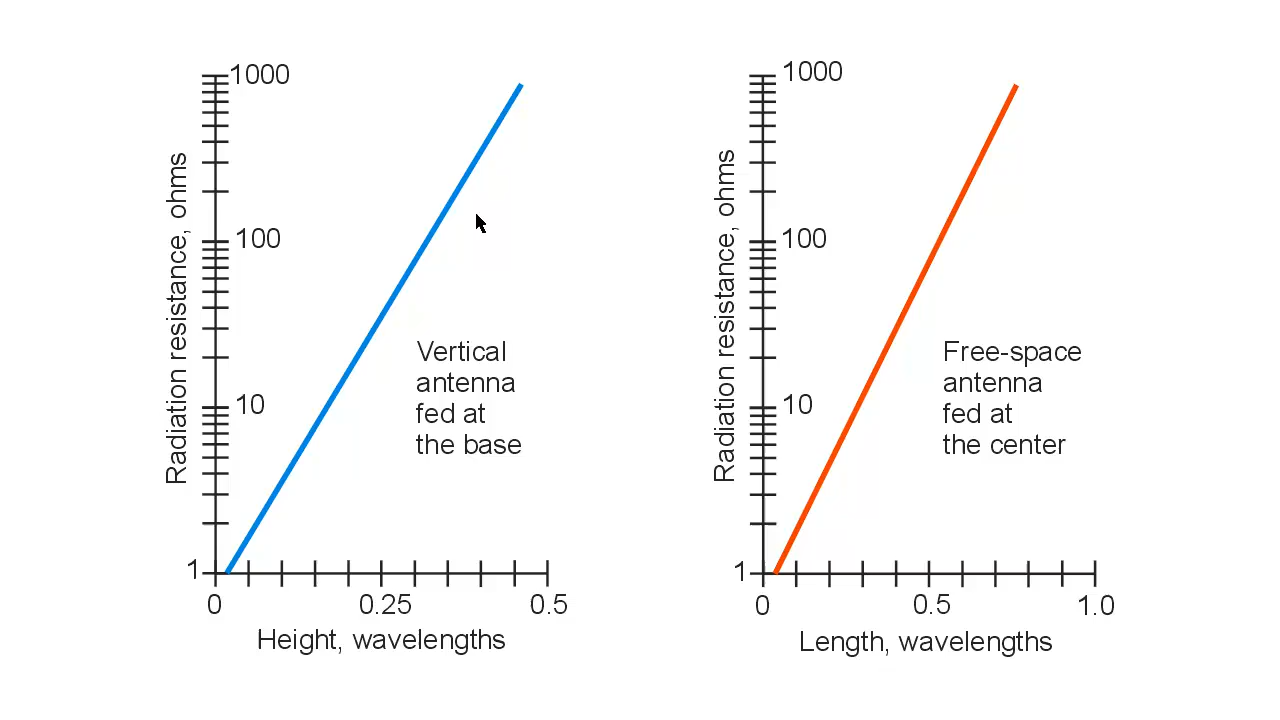 1000
100
10
1
Radiation resistance, ohms
0
0.25
0.5
Height, wavelengths
Vertical
antenna
fed at
the base
1000
100
10
1
Radiation resistance, ohms
0
0.5
1.0
Length, wavelengths
Free-space
antenna
fed at
the center